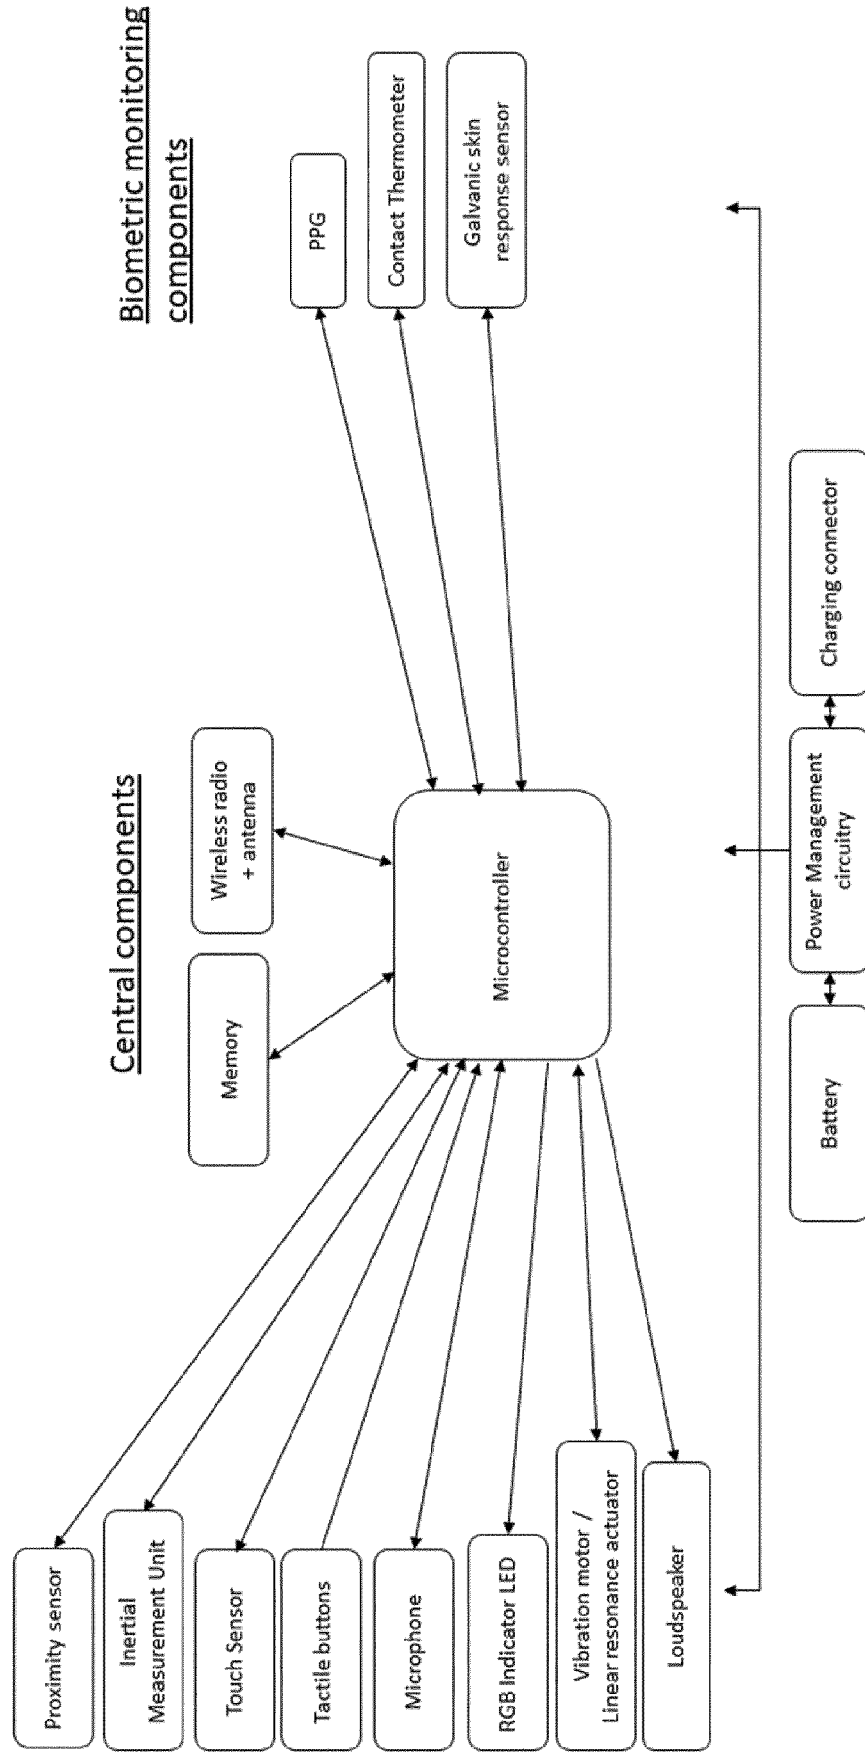 Central components
Biometric monitoring
components
Proximity sensor
Inertial
Measurement Unit
Touch Sensor
Tactile buttons
Microphone
RGB Indicator LED
Vibration motor /
Linear resonance actuator
Loudspeaker
Memory
Wireless radio
+ antenna
Microcontroller
PPG
Contact Thermometer
Galvanic skin
response sensor
Battery
Power Management
circuitry
Charging connector